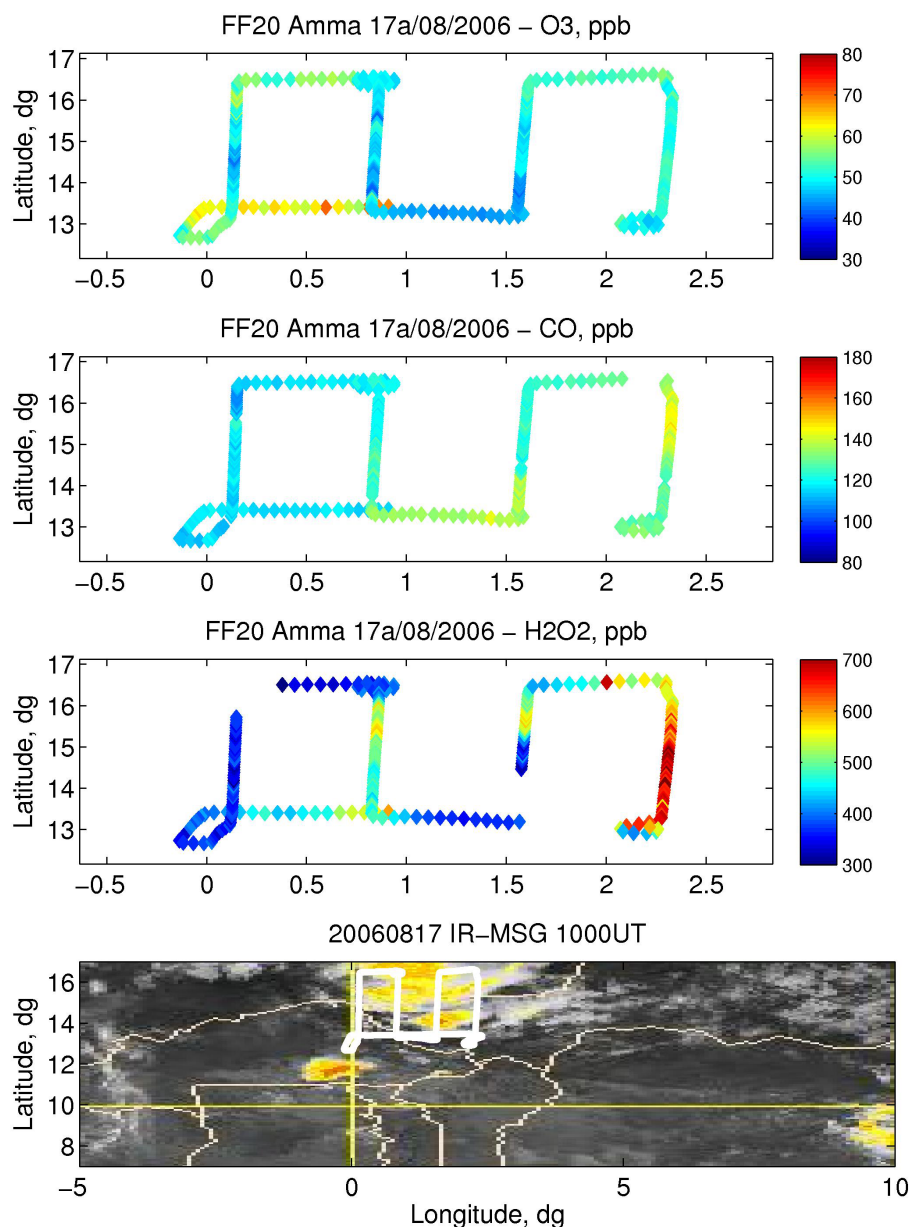 FF20 Amma 17a/08/2006 − O3, ppb
17
16
15
14
13
Latitude, dg
−0.5 0 0.5 1 1.5 2 2.5
80
70
60
50
40
30
FF20 Amma 17a/08/2006 − CO, ppb
17
16
15
14
13
Latitude, dg
−0.5 0 0.5 1 1.5 2 2.5
180
160
140
120
100
80
FF20 Amma 17a/08/2006 − H2O2, ppb
17
16
15
14
13
Latitude, dg
−0.5 0 0.5 1 1.5 2 2.5
700
600
500
400
300
20060817 IR−MSG 1000UT
16
14
12
10
8
Latitude, dg
−5 0 5 10
Longitude, dg